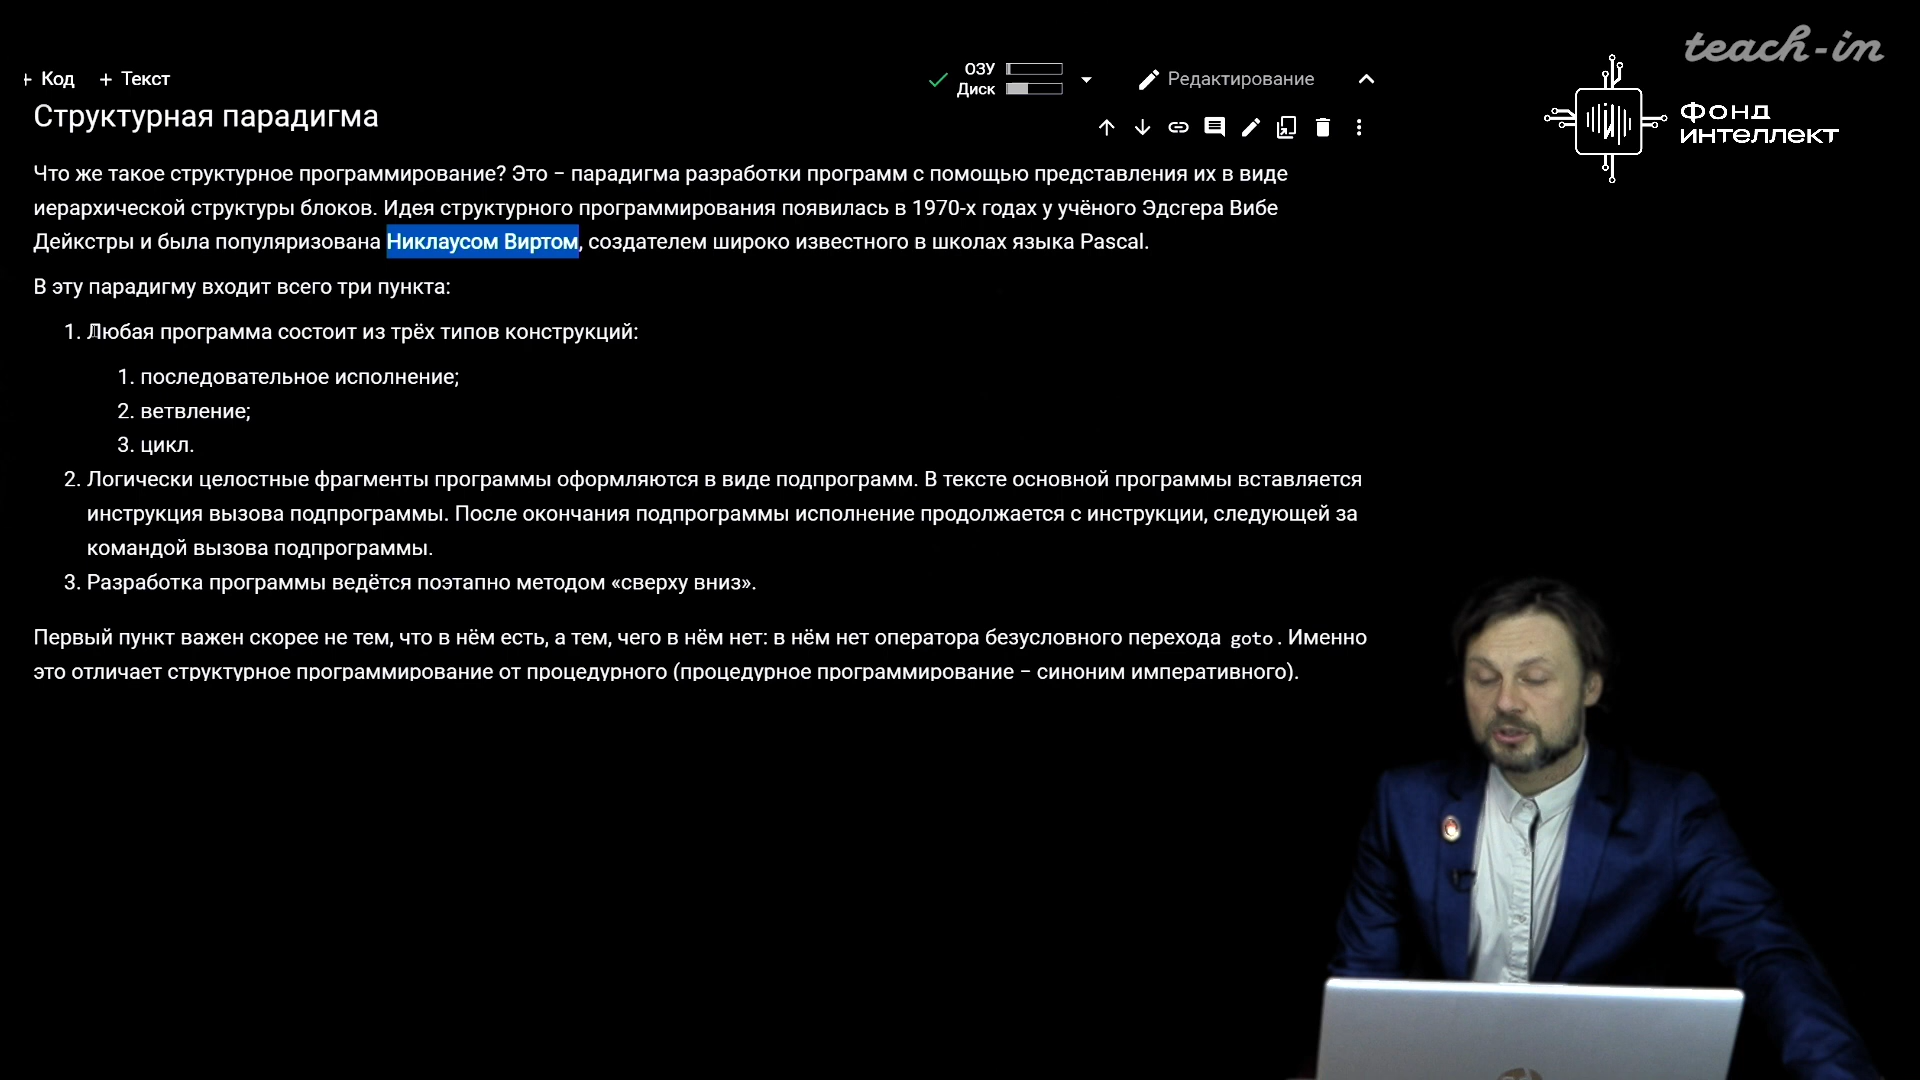 teach-in
+ Код + Текст
ОЗУ
Диск
Редактирование
Фонд
интеллект
Структурная парадигма
Что же такое структурное программирование? Это – парадигма разработки программ с помощью представления их в виде
иерархической структуры блоков. Идея структурного программирования появилась в 1970-х годах у учёного Эдсгера Вибе
Дейкстры и была популяризована Никлаусом Виртом, создателем широко известного в школах языка Pascal.
В эту парадигму входит всего три пункта:
1. Любая программа состоит из трёх типов конструкций:
1. последовательное исполнение;
2. ветвление;
3. цикл.
2. Логически целостные фрагменты программы оформляются в виде подпрограмм. В тексте основной программы вставляется
инструкция вызова подпрограммы. После окончания подпрограммы исполнение продолжается с инструкции, следующей за
командой вызова подпрограммы.
3. Разработка программы ведётся поэтапно методом «сверху вниз».
Первый пункт важен скорее не тем, что в нём есть, а тем, чего в нём нет: в нём нет оператора безусловного перехода goto. Именно
это отличает структурное программирование от процедурного (процедурное программирование – синоним императивного).